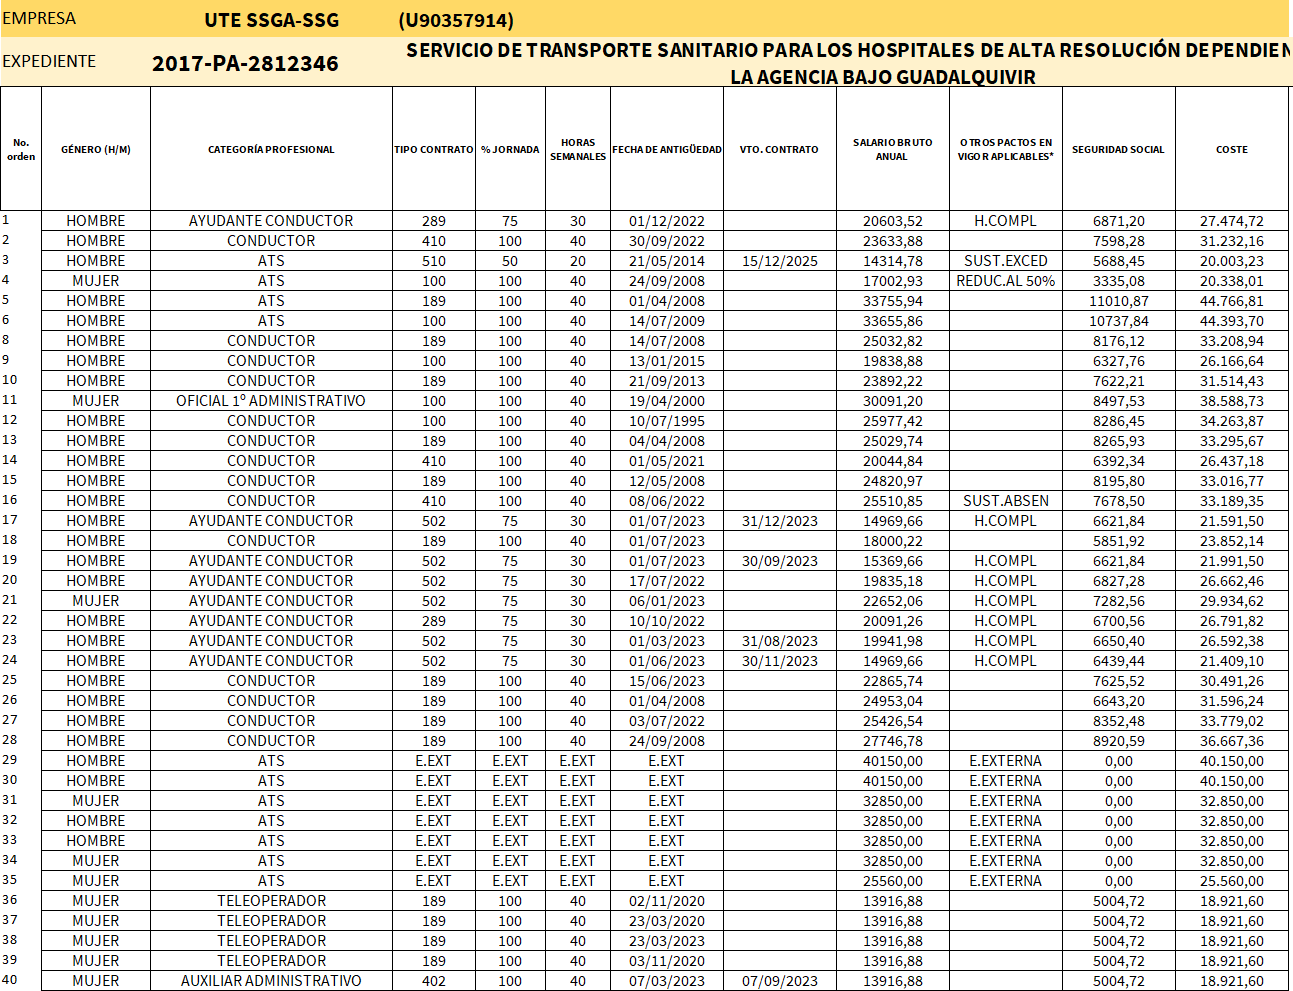 EMPRESA UTE SSGA-SSG (U90357914)
EXPEDIENTE 2017-PA-2812346 SERVICIO DE TRANSPORTE SANITARIO PARA LOS HOSPITALES DE ALTA RESOLUCIÓN DEPENDIEN
LA AGENCIA BAJO GUADALQUIVIR
No. orden GÉNERO (H/M) CATEGORÍA PROFESIONAL TIPO CONTRATO % JORNADA HORAS SEMANALES FECHA DE ANTIGÜEDAD VTO. CONTRATO SALARIO BRUTO ANUAL OTROS PACTOS EN VIGOR APLICABLES* SEGURIDAD SOCIAL COSTE
1 HOMBRE AYUDANTE CONDUCTOR 289 75 30 01/12/2022 20603,52 H.COMPL 6871,20 27.474,72
2 HOMBRE CONDUCTOR 410 100 40 30/09/2022 23633,88 7598,28 31.232,16
3 HOMBRE ATS 510 50 20 21/05/2014 15/12/2025 14314,78 SUST.EXCED 5688,45 20.003,23
4 MUJER ATS 100 100 40 24/09/2008 17002,93 REDUC.AL 50% 3335,08 20.338,01
5 HOMBRE ATS 189 100 40 01/04/2008 33755,94 11010,87 44.766,81
6 HOMBRE ATS 100 100 40 14/07/2009 33655,86 10737,84 44.393,70
8 HOMBRE CONDUCTOR 189 100 40 14/07/2008 25032,82 8176,12 33.208,94
9 HOMBRE CONDUCTOR 100 100 40 13/01/2015 19838,88 6327,76 26.166,64
10 HOMBRE CONDUCTOR 189 100 40 21/09/2013 23892,22 7622,21 31.514,43
11 MUJER OFICIAL 1º ADMINISTRATIVO 100 100 40 19/04/2000 30091,20 8497,53 38.588,73
12 HOMBRE CONDUCTOR 100 100 40 10/07/1995 25977,42 8286,45 34.263,87
13 HOMBRE CONDUCTOR 189 100 40 04/04/2008 25029,74 8265,93 33.295,67
14 HOMBRE CONDUCTOR 410 100 40 01/05/2021 20044,84 6392,34 26.437,18
15 HOMBRE CONDUCTOR 189 100 40 12/05/2008 24820,97 8195,80 33.016,77
16 HOMBRE CONDUCTOR 410 100 40 08/06/2022 25510,85 SUST.ABSEN 7678,50 33.189,35
17 HOMBRE AYUDANTE CONDUCTOR 502 75 30 01/07/2023 31/12/2023 14969,66 H.COMPL 6621,84 21.591,50
18 HOMBRE CONDUCTOR 189 100 40 01/07/2023 18000,22 5851,92 23.852,14
19 HOMBRE AYUDANTE CONDUCTOR 502 75 30 01/07/2023 30/09/2023 15369,66 H.COMPL 6621,84 21.991,50
20 HOMBRE AYUDANTE CONDUCTOR 502 75 30 17/07/2022 19835,18 H.COMPL 6827,28 26.662,46
21 MUJER AYUDANTE CONDUCTOR 502 75 30 06/01/2023 22652,06 H.COMPL 7282,56 29.934,62
22 HOMBRE AYUDANTE CONDUCTOR 289 75 30 10/10/2022 20091,26 H.COMPL 6700,56 26.791,82
23 HOMBRE AYUDANTE CONDUCTOR 502 75 30 01/03/2023 31/08/2023 19941,98 H.COMPL 6650,40 26.592,38
24 HOMBRE AYUDANTE CONDUCTOR 502 75 30 01/06/2023 30/11/2023 14969,66 H.COMPL 6439,44 21.409,10
25 HOMBRE CONDUCTOR 189 100 40 15/06/2023 22865,74 7625,52 30.491,26
26 HOMBRE CONDUCTOR 189 100 40 01/04/2008 24953,04 6643,20 31.596,24
27 HOMBRE CONDUCTOR 189 100 40 03/07/2022 25426,54 8352,48 33.779,02
28 HOMBRE CONDUCTOR 189 100 40 24/09/2008 27746,78 8920,59 36.667,36
29 HOMBRE ATS E.EXT E.EXT E.EXT E.EXT 40150,00 E.EXTERNA 0,00 40.150,00
30 HOMBRE ATS E.EXT E.EXT E.EXT E.EXT 40150,00 E.EXTERNA 0,00 40.150,00
31 MUJER ATS E.EXT E.EXT E.EXT E.EXT 32850,00 E.EXTERNA 0,00 32.850,00
32 HOMBRE ATS E.EXT E.EXT E.EXT E.EXT 32850,00 E.EXTERNA 0,00 32.850,00
33 HOMBRE ATS E.EXT E.EXT E.EXT E.EXT 32850,00 E.EXTERNA 0,00 32.850,00
34 MUJER ATS E.EXT E.EXT E.EXT E.EXT 32850,00 E.EXTERNA 0,00 32.850,00
35 MUJER ATS E.EXT E.EXT E.EXT E.EXT 25560,00 E.EXTERNA 0,00 25.560,00
36 MUJER TELEOPERADOR 189 100 40 02/11/2020 13916,88 5004,72 18.921,60
37 MUJER TELEOPERADOR 189 100 40 23/03/2020 13916,88 5004,72 18.921,60
38 MUJER TELEOPERADOR 189 100 40 23/03/2023 13916,88 5004,72 18.921,60
39 MUJER TELEOPERADOR 189 100 40 03/11/2020 13916,88 5004,72 18.921,60
40 MUJER AUXILIAR ADMINISTRATIVO 402 100 40 07/03/2023 07/09/2023 13916,88 5004,72 18.921,60